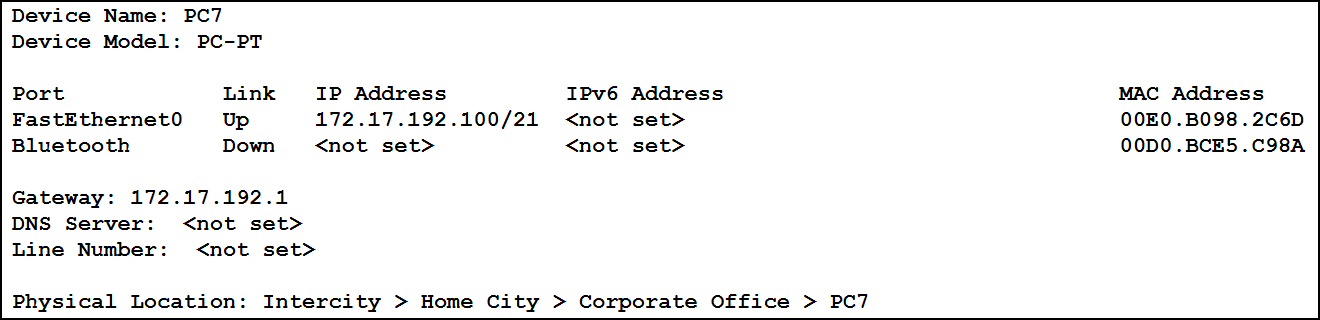 Device Name: PC7
Device Model: PC-PT
Port Link IP Address IPv6 Address MAC Address
FastEthernet0 Up 172.17.192.100/21 <not set> 00E0.B098.2C6D
Bluetooth Down <not set> <not set> 00D0.BCE5.C98A
Gateway: 172.17.192.1
DNS Server: <not set>
Line Number: <not set>
Physical Location: Intercity > Home City > Corporate Office > PC7